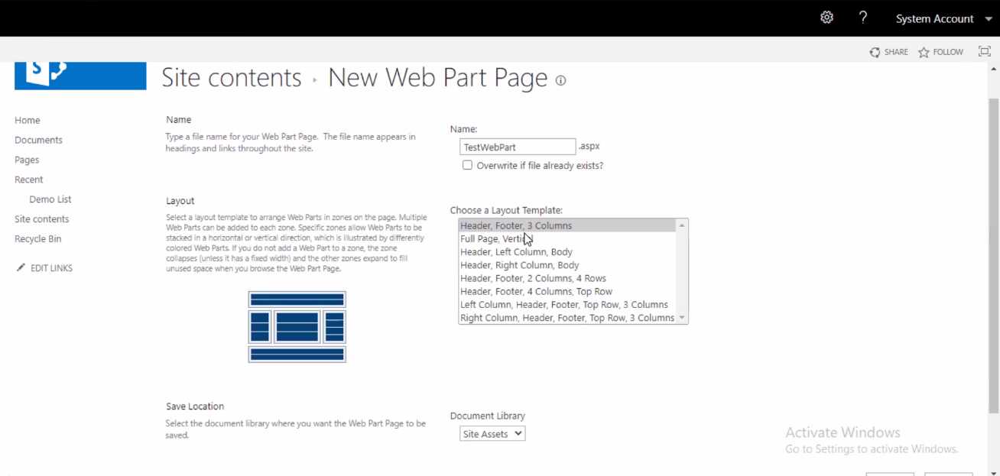 System Account
SHARE
FOLLOW
S
Site contents
New Web Part Page
Home
Documents
Pages
Recent
Demo List
Site contents
Recycle Bin
EDIT LINKS
Name
Type a file name for your Web Part Page. The file name appears in
headings and links throughout the site.
Name:
TestWebPart
.aspx
Overwrite if file already exists?
Layout
Select a layout template to arrange Web Parts in zones on the page. Multiple
Web Parts can be added to each zone. Specific zones allow Web Parts to be
stacked in a horizontal or vertical direction, which is illustrated by differently
colored Web Parts. If you do not add a Web Part to a zone, the zone
collapses (unless it has a fixed width) and the other zones expand to fill
unused space when you browse the Web Part Page.
Choose a Layout Template:
Header, Footer, 3 Columns
Full Page, Vertical
Header, Left Column, Body
Header, Right Column, Body
Header, Footer, 2 Columns, 4 Rows
Header, Footer, 4 Columns, Top Row
Left Column, Header, Footer, Top Row, 3 Columns
Right Column, Header, Footer, Top Row, 3 Columns
Save Location
Select the document library where you want the Web Part Page to be
saved.
Document Library
Site Assets
Activate Windows
Go to Settings to activate Windows.